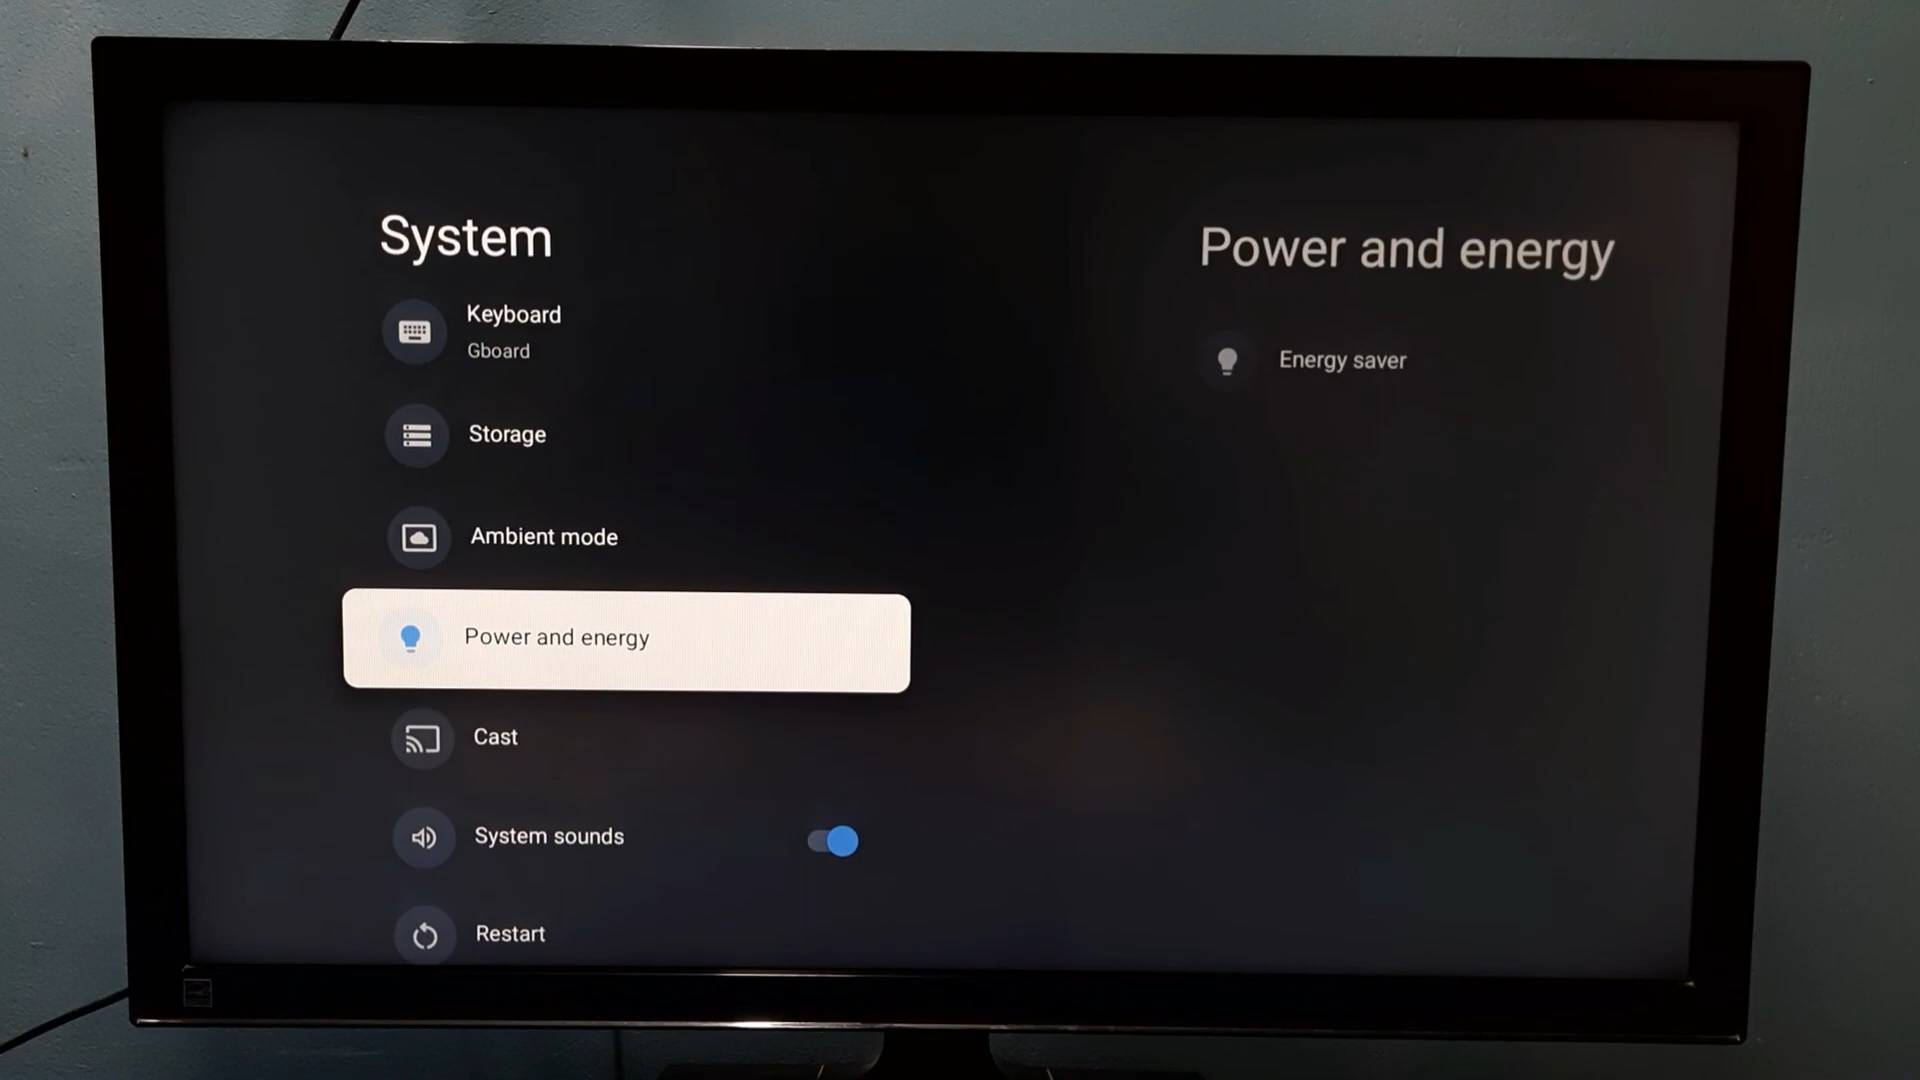 System
Keyboard
Gboard
Storage
Ambient mode
Power and energy
Cast
System sounds
Restart
Power and energy
Energy saver